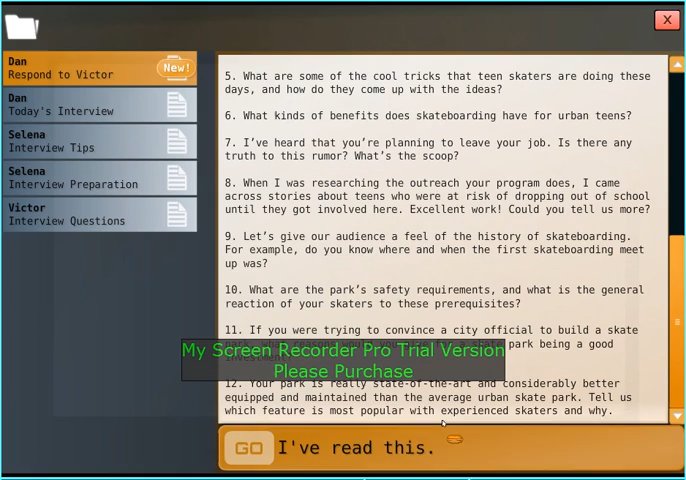 X
Dan
Respond to Victor
New!
Dan
Today's Interview
Selena
Interview Tips
Selena
Interview Preparation
Victor
Interview Questions
5. What are some of the cool tricks that teen skaters are doing these
days, and how do they come up with the ideas?
6. What kinds of benefits does skateboarding have for urban teens?
7. I've heard that you're planning to leave your job. Is there any
truth to this rumor? What's the scoop?
8. When I was researching the outreach your program does, I came
across stories about teens who were at risk of dropping out of school
until they got involved here. Excellent work! Could you tell us more?
9. Let's give our audience a feel of the history of skateboarding.
For example, do you know where and when the first skateboarding meet
up was?
10. What are the park's safety requirements, and what is the general
reaction of your skaters to these prerequisites?
11. If you were trying to convince a city official to build a skate
park, what reasons would you give for a skate park being a good
investment?
My Screen Recorder Pro Trial Version
Please Purchase
12. Your park is really state-of-the-art and considerably better
equipped and maintained than the average urban skate park. Tell us
which feature is most popular with experienced skaters and why.
GO I've read this.